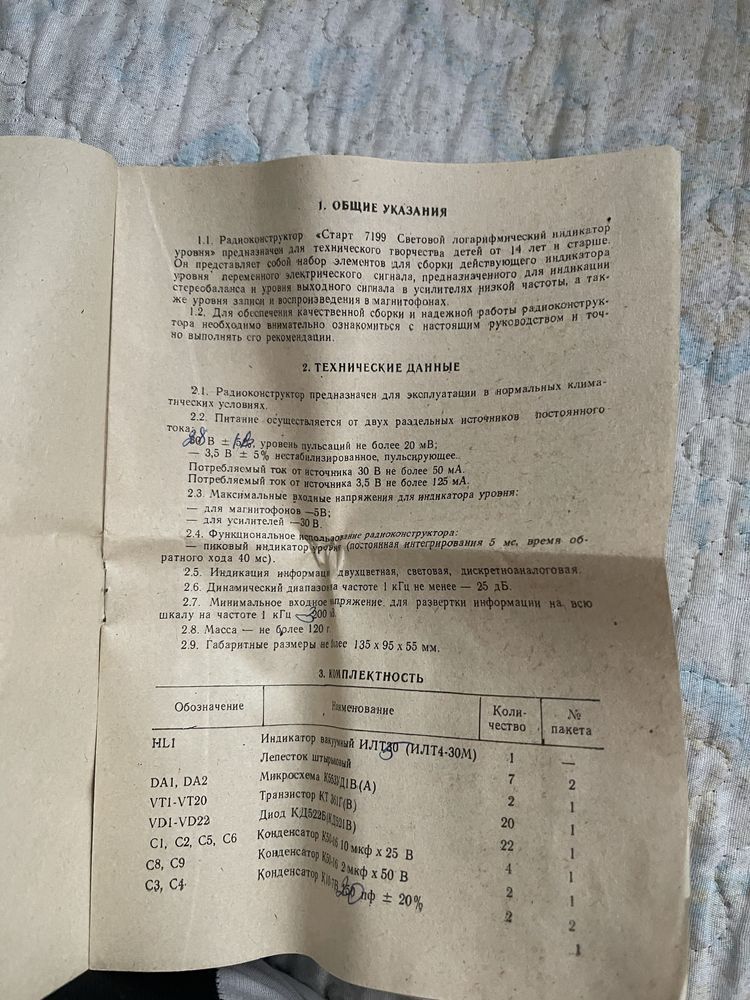 1. ОБЩИЕ УКАЗАНИЯ
1.1. Радиоконструктор «Старт 7199 Световой логарифмический индикатор
уровня» предназначен для технического творчества детей от 14 лет и старше.
Он представляет собой набор элементов для сборки действующего индикатора
уровня переменного электрического сигнала, предназначенного для индикации
стереобаланса и уровня выходного сигнала в усилителях низкой частоты, а так-
же уровня записи и воспроизведения в магнитофонах.
1.2. Для обеспечения качественной сборки и надежной работы радиоконструк-
тора необходимо внимательно ознакомиться с настоящим руководством и точ-
но выполнять его рекомендации.
2. ТЕХНИЧЕСКИЕ ДАННЫЕ
2.1. Радиоконструктор предназначен для эксплуатации в нормальных клима-
тических условиях.
2.2. Питание осуществляется от двух раздельных источников постоянного
тока:
В ± уровень пульсаций не более 20 мВ;
— 3,5 В ± 5% нестабилизированное, пульсирующее.
Потребляемый ток от источника 30 В не более 50 мА.
Потребляемый ток от источника 3,5 В не более 125 мА.
2.3. Максимальные входные напряжения для индикатора уровня:
— для магнитофонов —5В;
— для усилителей —30 В.
2.4. Функциональное использование радиоконструктора:
— пиковый индикатор уровня (постоянная интегрирования 5 мс, время об-
ратного хода 40 мс).
2.5. Индикация информации двухцветная, световая, дискретноаналоговая.
2.6. Динамический диапазон на частоте 1 кГц не менее — 25 дБ.
2.7. Минимальное входное напряжение для развертки информации на всю
шкалу на частоте 1 кГц
2.8. Масса — не более 120 г.
2.9. Габаритные размеры не более 135 х 95 х 55 мм.
3. КОМПЛЕКТНОСТЬ
Обозначение Наименование Коли- №
чество пакета
HL1 Индикатор вакуумный (ИЛТ4-30М) 1 —
Лепесток штыревой 7 2
DA1, DA2 Микросхема 2 1
VT1-VT20 Транзистор КТ 361Г(В) 20 1
VD1-VD22 Диод КД522Б(КД521В) 22 1
C1, C2, C5, C6 Конденсатор К50-16 10 мкф х 25 В 4 1
C8, C9 Конденсатор К50-16 2 мкф х 50 В 2 2
C3, C4 Конденсатор пф ± 20% 2 1